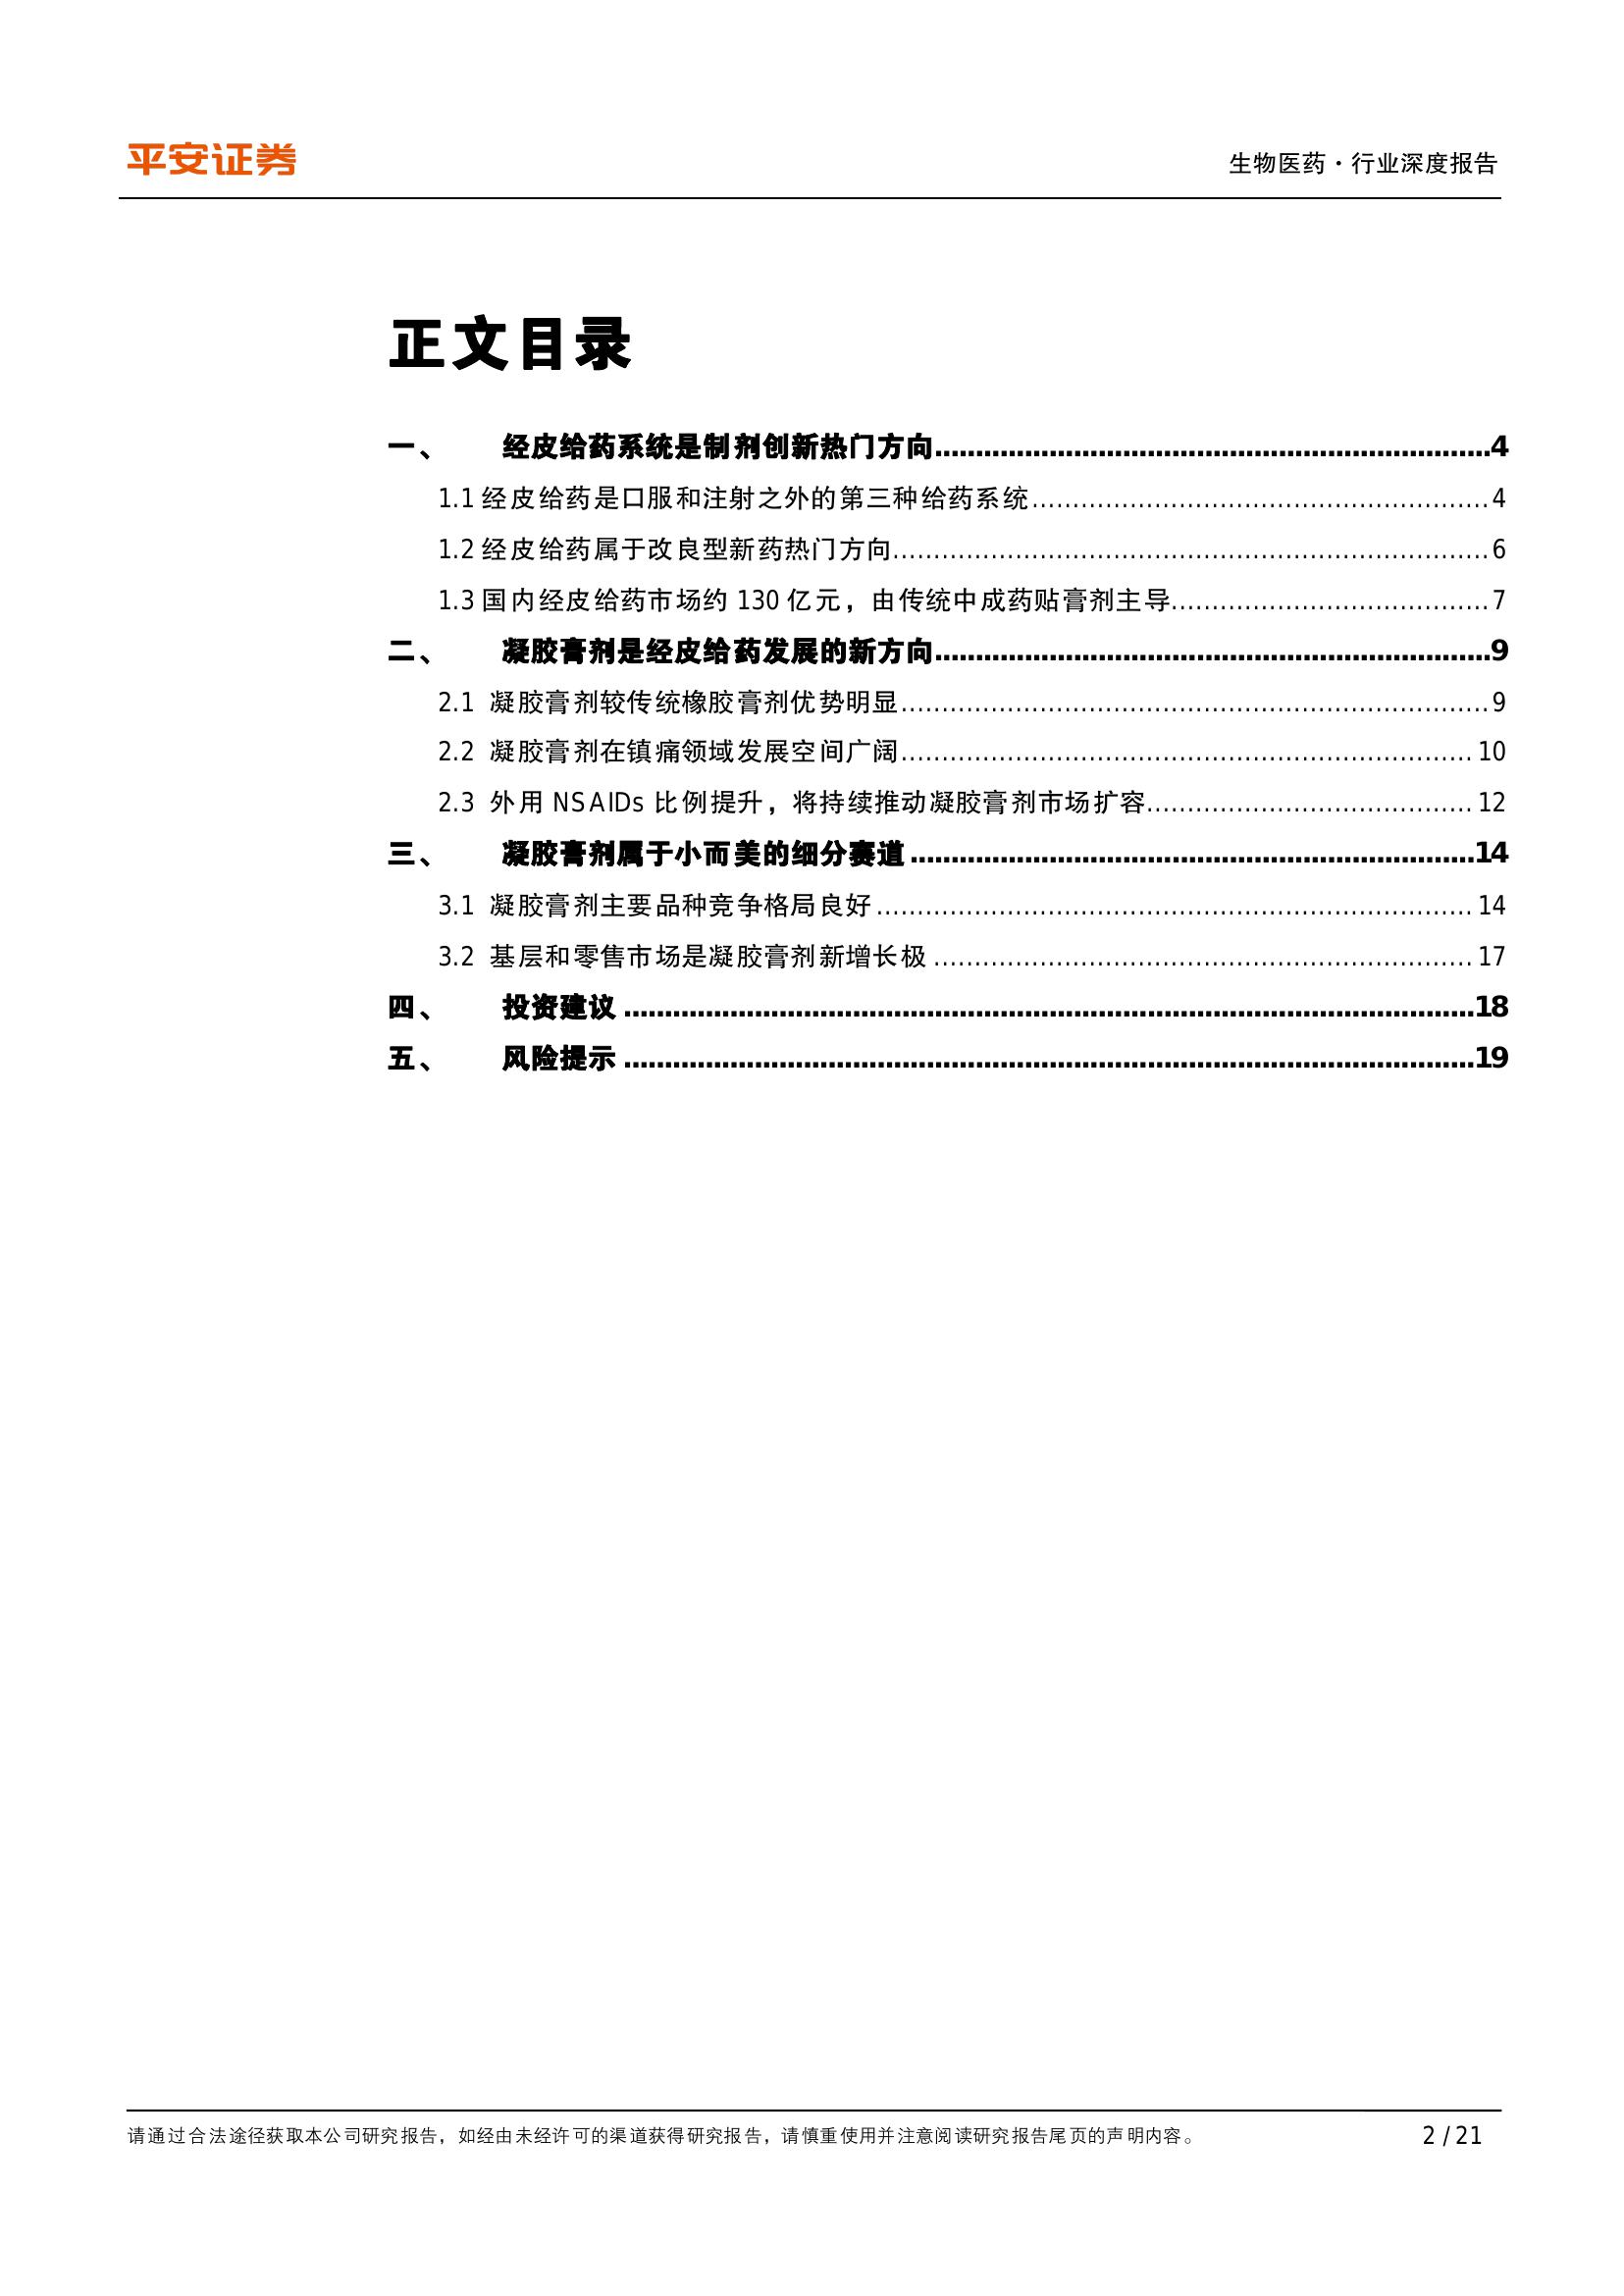 平安证券
生物医药·行业深度报告
正文目录
一、 经皮给药系统是制剂创新热门方向......4
1.1 经皮给药是口服和注射之外的第三种给药系统......4
1.2 经皮给药属于改良型新药热门方向......6
1.3 国内经皮给药市场约 130 亿元，由传统中成药贴膏剂主导......7
二、 凝胶膏剂是经皮给药发展的新方向......9
2.1 凝胶膏剂较传统橡胶膏剂优势明显......9
2.2 凝胶膏剂在镇痛领域发展空间广阔......10
2.3 外用 NSAIDs 比例提升，将持续推动凝胶膏剂市场扩容......12
三、 凝胶膏剂属于小而美的细分赛道......14
3.1 凝胶膏剂主要品种竞争格局良好......14
3.2 基层和零售市场是凝胶膏剂新增长极......17
四、 投资建议......18
五、 风险提示......19
请通过合法途径获取本公司研究报告，如经由未经许可的渠道获得研究报告，请慎重使用并注意阅读研究报告尾页的声明内容。 2 / 21